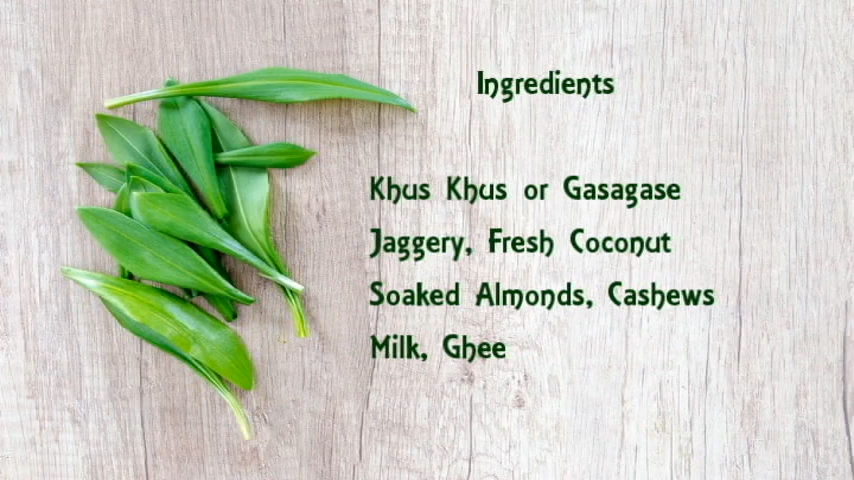 Ingredients
Khus Khus or Gasagase
Jaggery, Fresh Coconut
Soaked Almonds, Cashews
Milk, Ghee